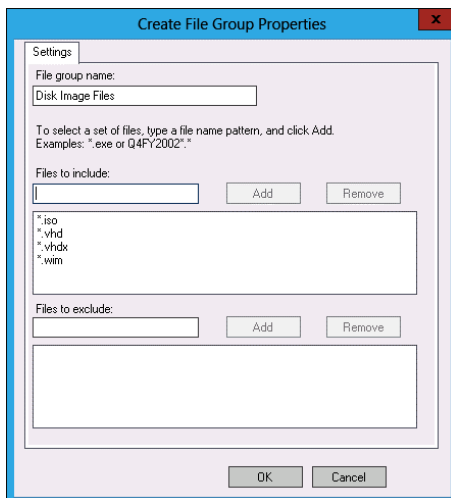 Create File Group Properties
x
Settings
File group name:
Disk Image Files
To select a set of files, type a file name pattern, and click Add.
Examples: *.exe or Q4FY2002*.*
Files to include:
Add Remove
*.iso
*.vhd
*.vhdx
*.wim
Files to exclude:
Add Remove
OK Cancel